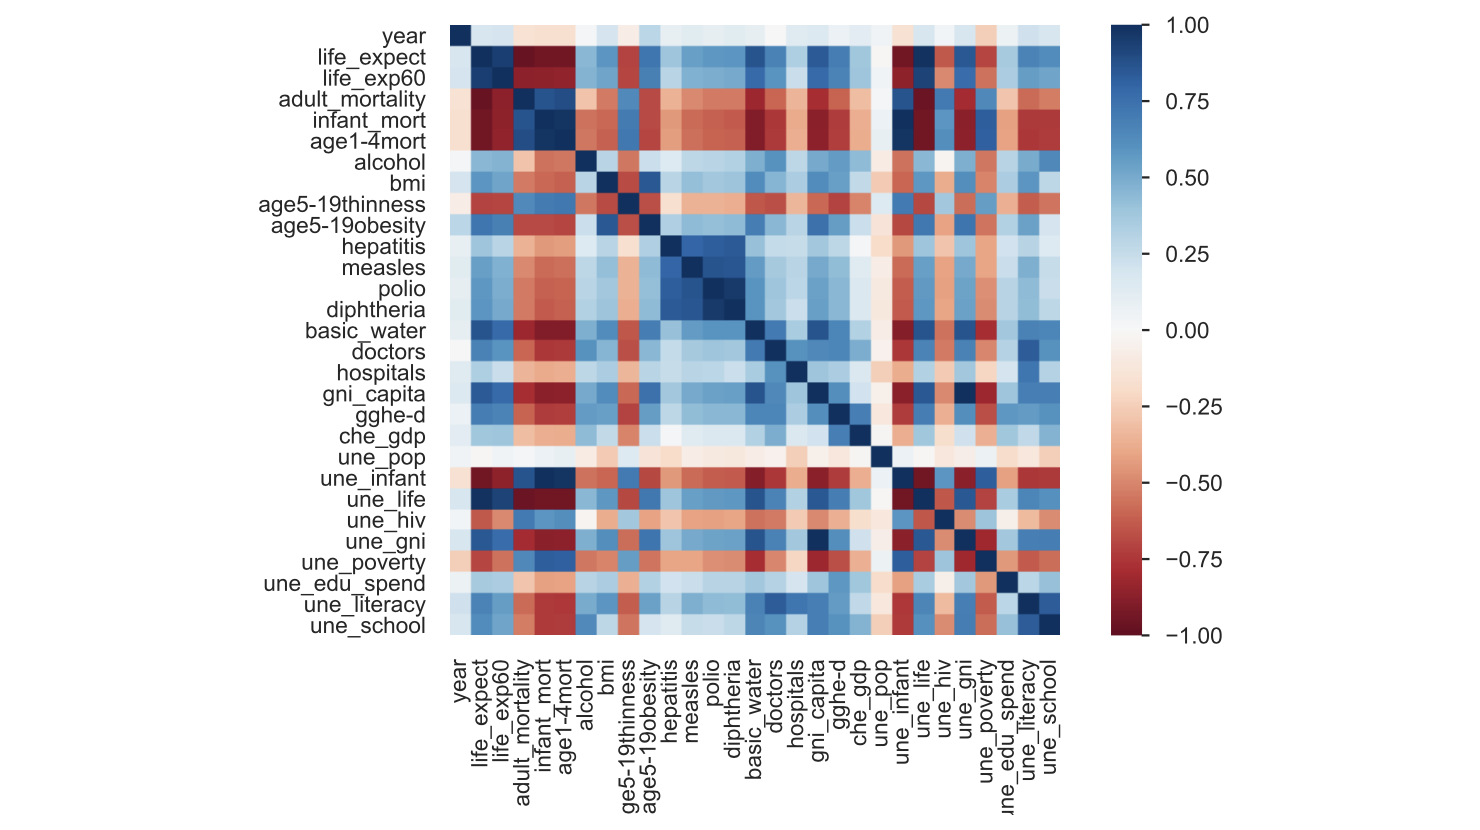 year
life_expect
life_exp60
adult_mortality
infant_mort
age1-4mort
alcohol
bmi
age5-19thinness
age5-19obesity
hepatitis
measles
polio
diphtheria
basic_water
doctors
hospitals
gni_capita
gghe-d
che_gdp
une_pop
une_infant
une_life
une_hiv
une_gni
une_poverty
une_edu_spend
une_literacy
une_school
1.00
0.75
0.50
0.25
0.00
−0.25
−0.50
−0.75
−1.00
year
life_expect
life_exp60
adult_mortality
infant_mort
age1-4mort
alcohol
bmi
ge5-19thinness
age5-19obesity
hepatitis
measles
polio
diphtheria
basic_water
doctors
hospitals
gni_capita
gghe-d
che_gdp
une_pop
une_infant
une_life
une_hiv
une_gni
une_poverty
une_edu_spend
une_literacy
une_school